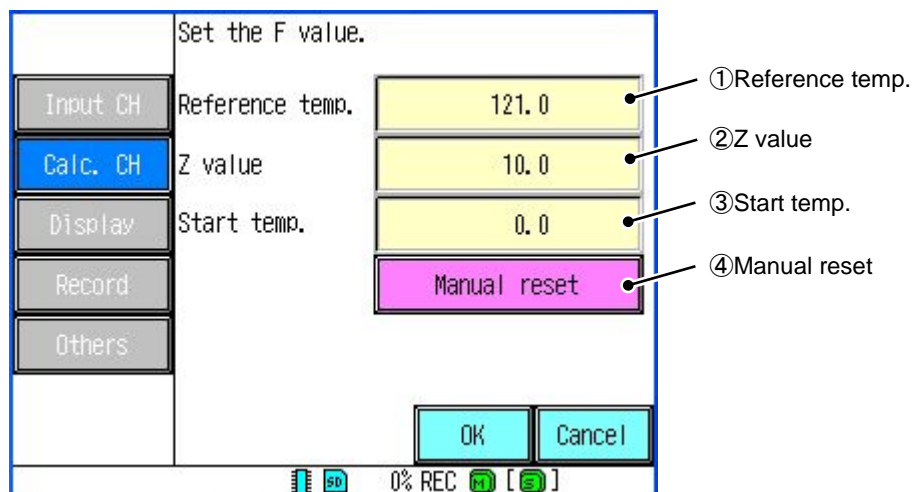 Set the F value.
Input CH
Reference temp.
121.0
①Reference temp.
Calc. CH
Z value
10.0
②Z value
Display
Start temp.
0.0
③Start temp.
Record
Manual reset
④Manual reset
Others
OK
Cancel
SD 0% REC M [S]